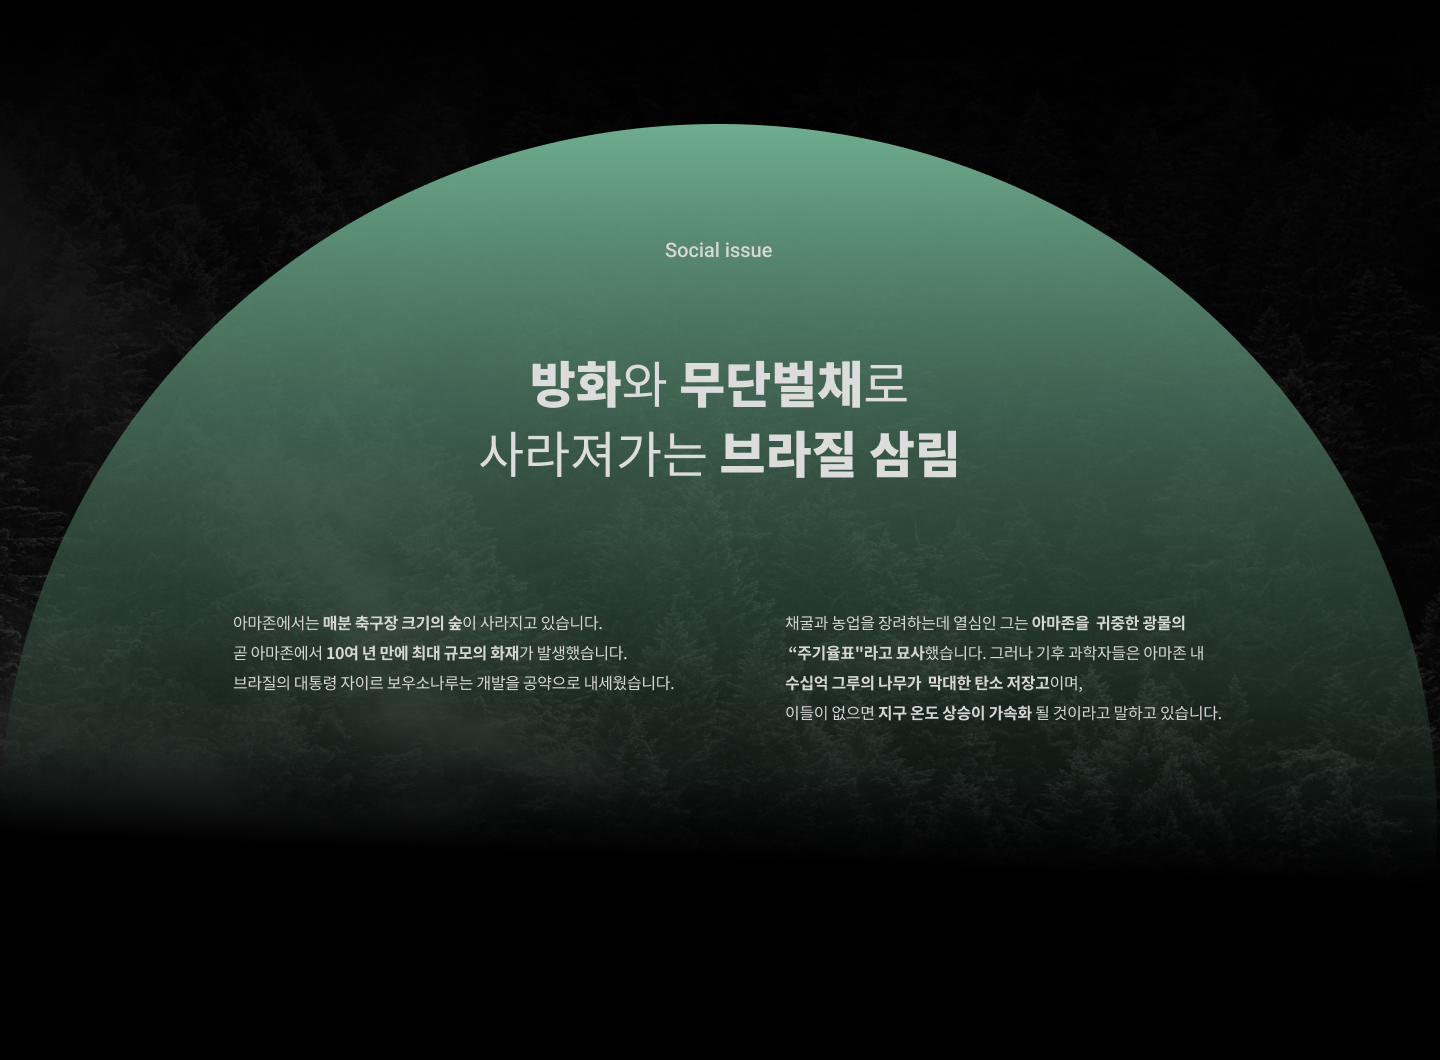 Social issue
방화와 무단벌채로
사라져가는 브라질 삼림
아마존에서는 매분 축구장 크기의 숲이 사라지고 있습니다.
곧 아마존에서 10여 년 만에 최대 규모의 화재가 발생했습니다.
브라질의 대통령 자이르 보우소나루는 개발을 공약으로 내세웠습니다.
채굴과 농업을 장려하는데 열심인 그는 아마존을 귀중한 광물의
“주기율표"라고 묘사했습니다. 그러나 기후 과학자들은 아마존 내
수십억 그루의 나무가 막대한 탄소 저장고이며,
이들이 없으면 지구 온도 상승이 가속화 될 것이라고 말하고 있습니다.